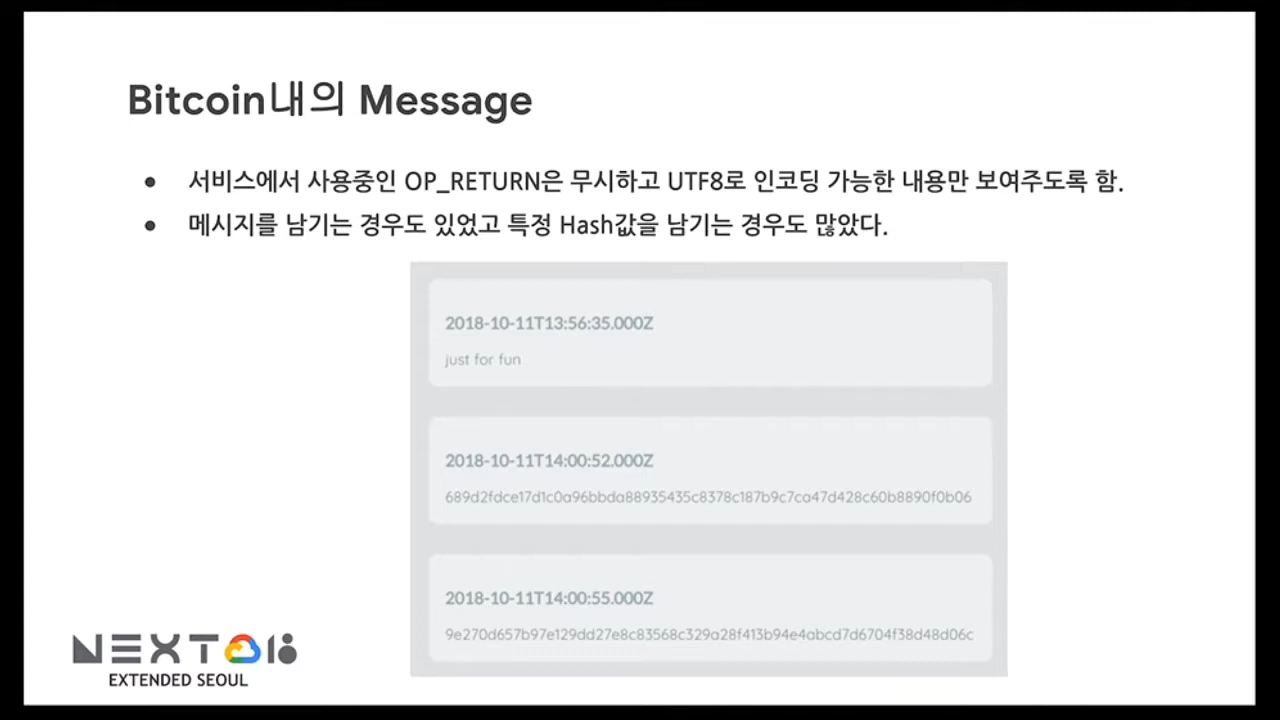 Bitcoin내의 Message
서비스에서 사용중인 OP_RETURN은 무시하고 UTF8로 인코딩 가능한 내용만 보여주도록 함.
메시지를 남기는 경우도 있었고 특정 Hash값을 남기는 경우도 많았다.
2018-10-11T13:56:35.000Z
just for fun
2018-10-11T14:00:52.000Z
689d2fdce17d1c0a96bbda88935435c8378c187b9c7ca47d428c60b8890f0b06
2018-10-11T14:00:55.000Z
9e270d657b97e129dd27e8c83568c329a28f413b94e4abcd7d6704f38d48d06c
NEXT 18
EXTENDED SEOUL